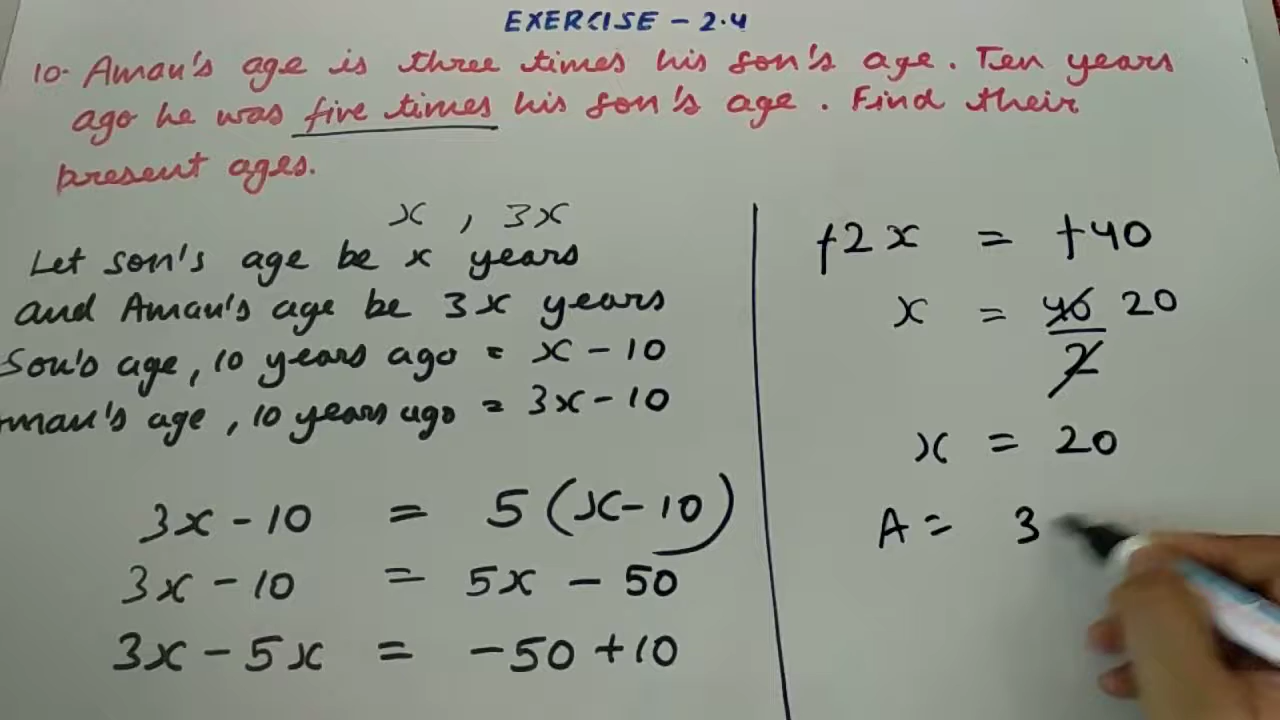 EXERCISE - 2.4
10. Aman's age is three times his son's age. Ten years
ago he was five times his son's age. Find their
present ages.
x , 3x
Let son's age be x years
and Aman's age be 3x years
Son's age, 10 years ago = x - 10
man's age, 10 years ago = 3x - 10
3x - 10 = 5 (x - 10)
3x - 10 = 5x - 50
3x - 5x = -50 + 10
+2x = +40
x = 40/2 20
x = 20
A = 3